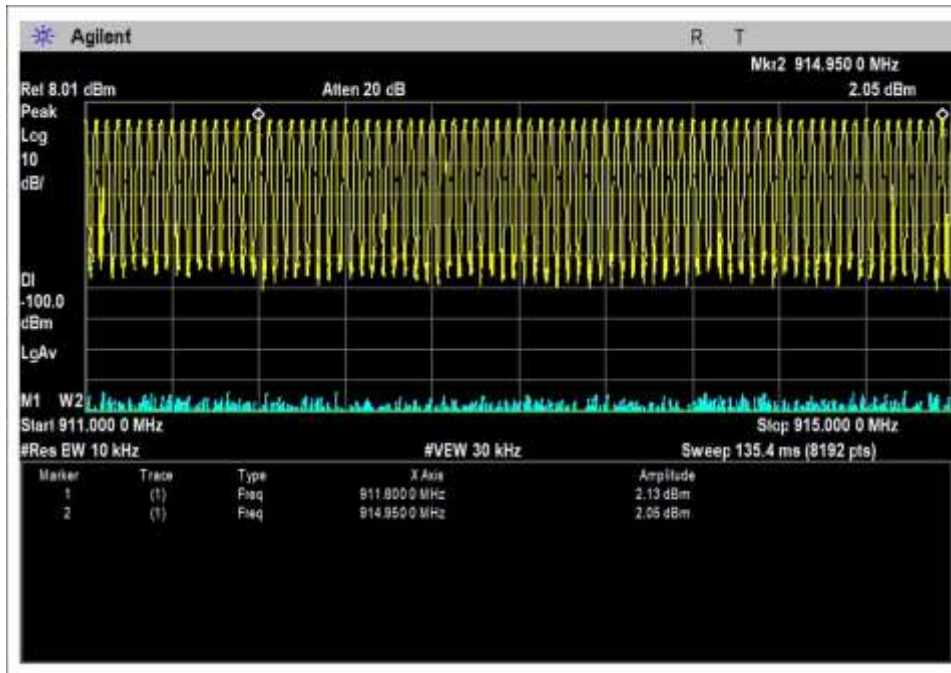 Agilent R T
Mkr2 914.950 0 MHz
Ref 8.01 dBm Atten 20 dB 2.05 dBm
Peak
Log
10
dB/
DI
-100.0
dBm
LgAv
M1 W2
Start 911.000 0 MHz Stop 915.000 0 MHz
#Res BW 10 kHz #VBW 30 kHz Sweep 135.4 ms (8192 pts)
Marker Trace Type X Axis Amplitude
1 (1) Freq 911.8000 MHz 2.13 dBm
2 (1) Freq 914.9500 MHz 2.05 dBm